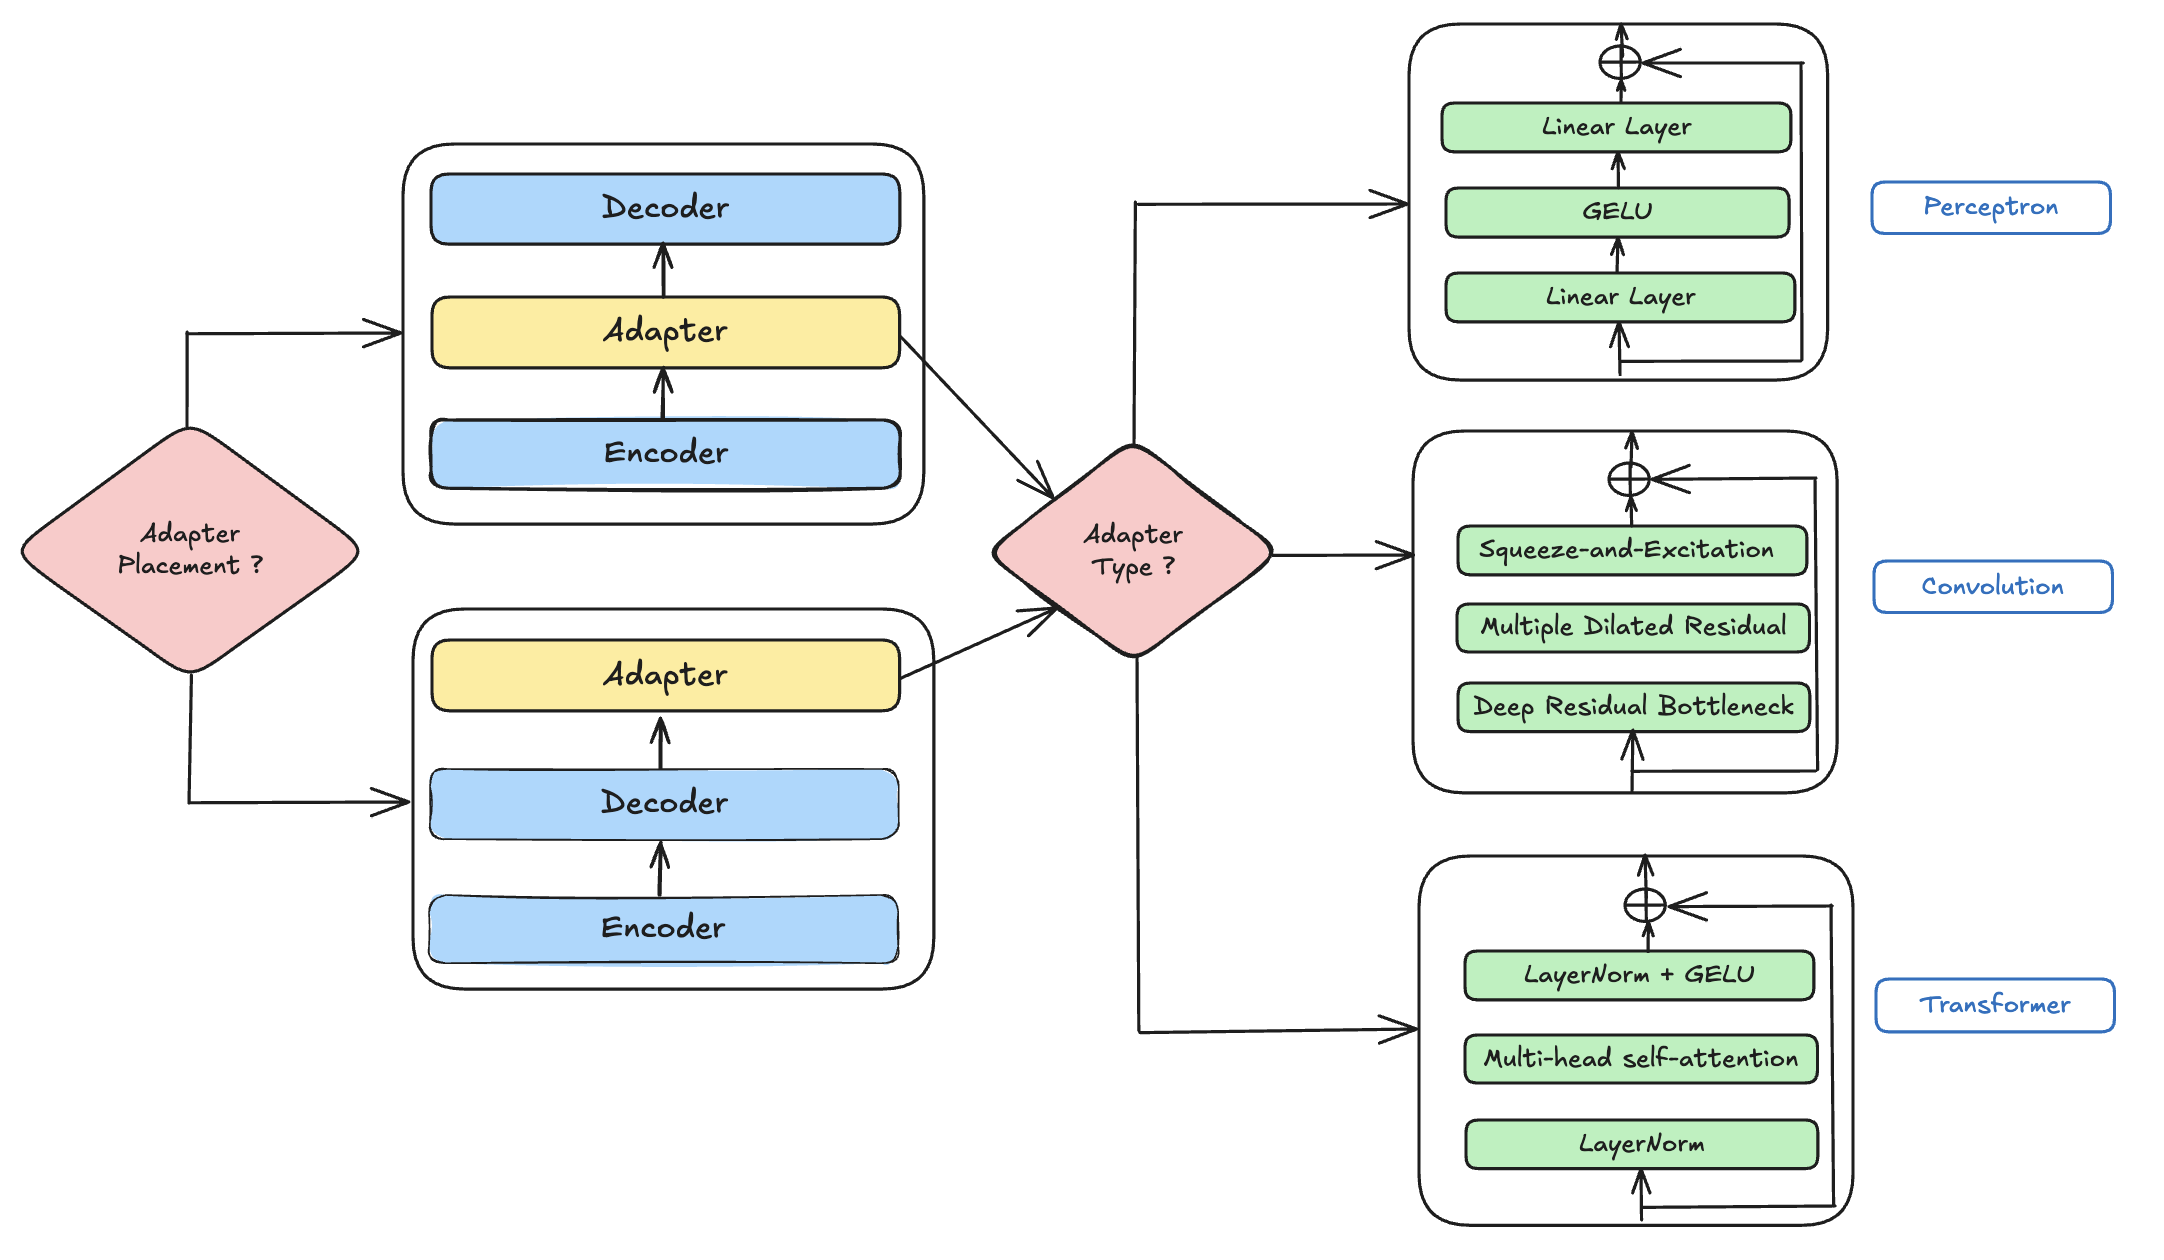 Adapter
Placement ?
Decoder
Adapter
Encoder
Adapter
Decoder
Encoder
Adapter
Type ?
Linear Layer
GELU
Linear Layer
Perceptron
Squeeze-and-Excitation
Multiple Dilated Residual
Deep Residual Bottleneck
Convolution
LayerNorm + GELU
Multi-head self-attention
LayerNorm
Transformer